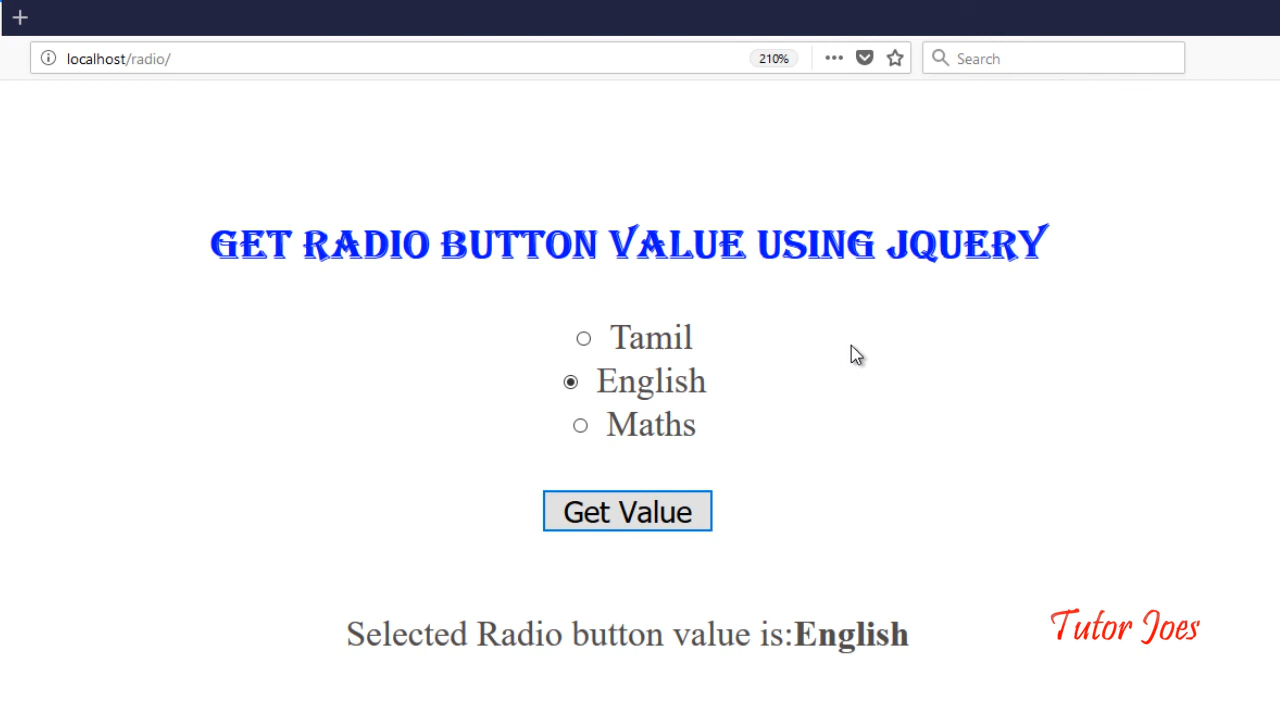 localhost/radio/
210%
Search
GET RADIO BUTTON VALUE USING JQUERY
Tamil
English
Maths
Get Value
Selected Radio button value is:English
Tutor Joes